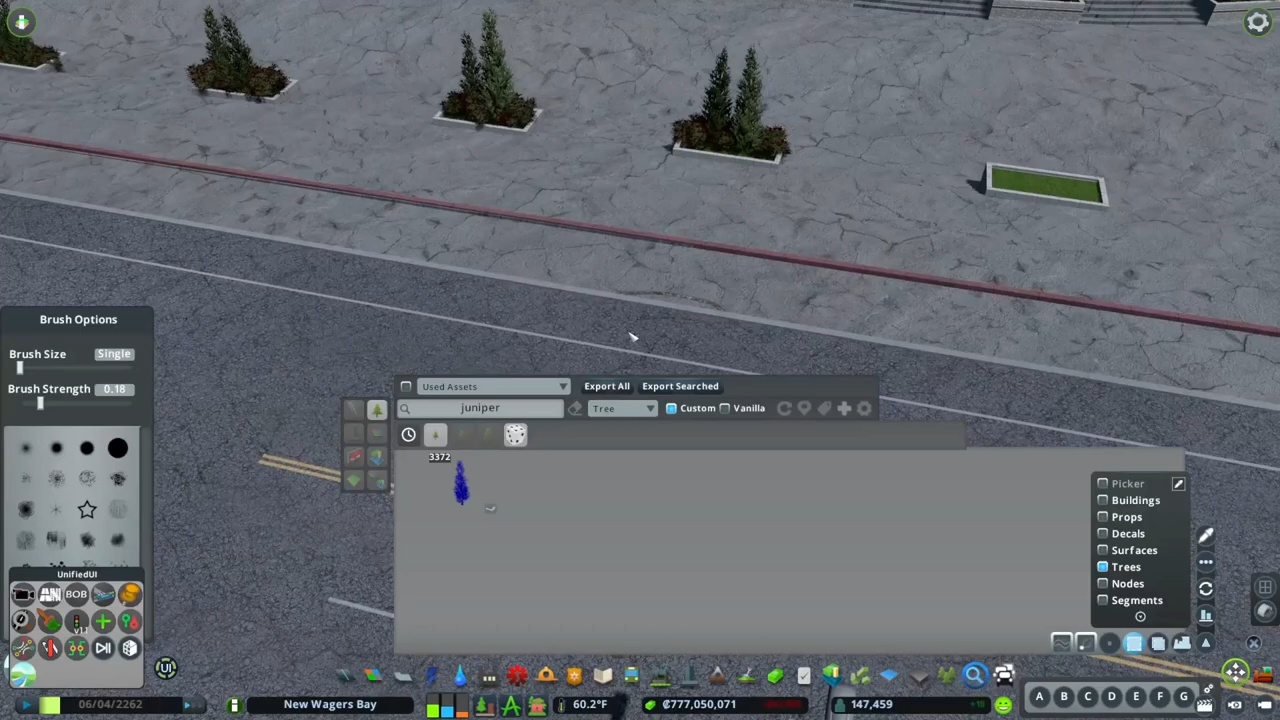 Brush Options
Brush Size Single
Brush Strength 0.18
UnifiedUI
BOB
V11
UI
Used Assets Export All Export Searched
juniper Tree Custom Vanilla
3372
Picker
Buildings
Props
Decals
Surfaces
Trees
Nodes
Segments
06/04/2262 New Wagers Bay 60.2°F ₡777,050,071 147,459 A B C D E F G